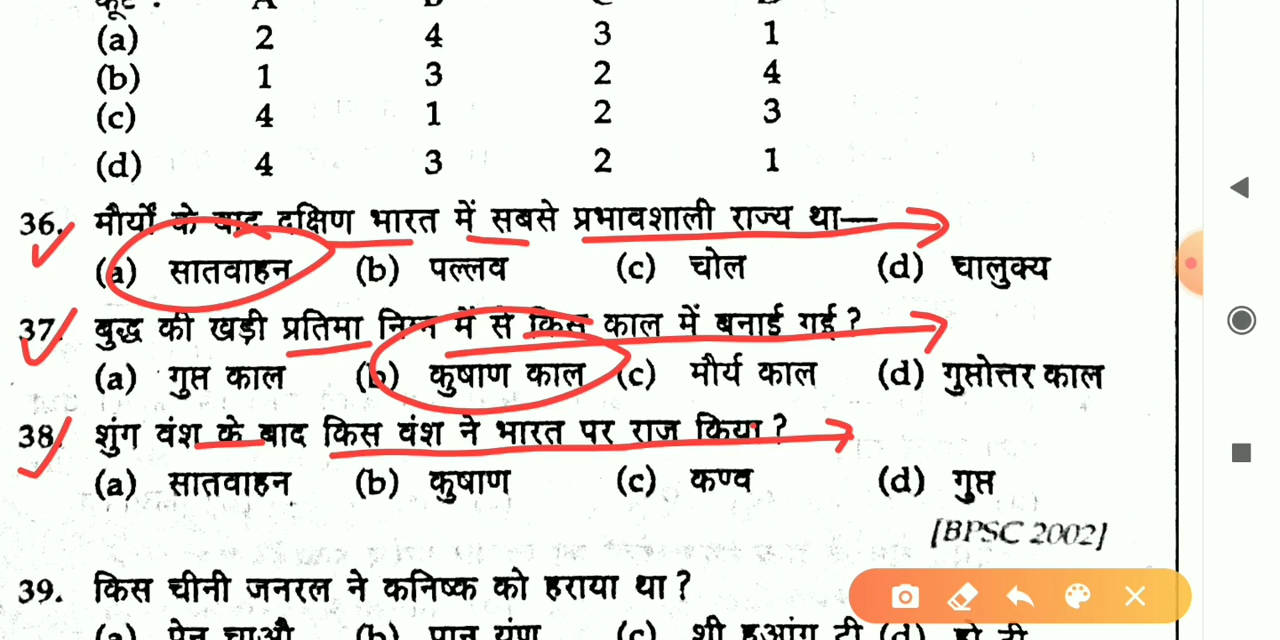 कूट : A B C D
(a) 2 4 3 1
(b) 1 3 2 4
(c) 4 1 2 3
(d) 4 3 2 1
36. मौर्यों के बाद दक्षिण भारत में सबसे प्रभावशाली राज्य था—
(a) सातवाहन (b) पल्लव (c) चोल (d) चालुक्य
37. बुद्ध की खड़ी प्रतिमा निम्न में से किस काल में बनाई गई?
(a) गुप्त काल (b) कुषाण काल (c) मौर्य काल (d) गुप्तोत्तर काल
38. शुंग वंश के बाद किस वंश ने भारत पर राज किया?
(a) सातवाहन (b) कुषाण (c) कण्व (d) गुप्त
[BPSC 2002]
39. किस चीनी जनरल ने कनिष्क को हराया था?
(a) (b) (c) (d)